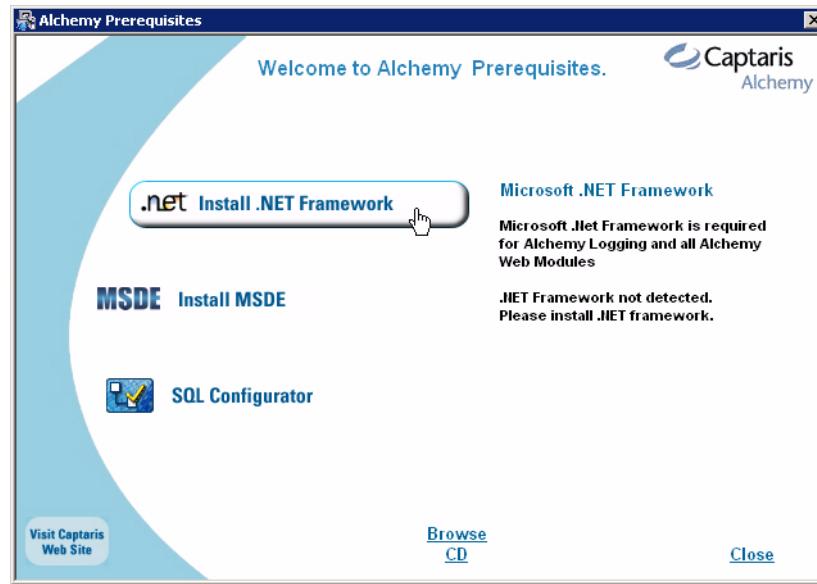 Alchemy Prerequisites
Welcome to Alchemy Prerequisites.
Captaris
Alchemy
.net Install .NET Framework
Microsoft .NET Framework
Microsoft .Net Framework is required
for Alchemy Logging and all Alchemy
Web Modules
.NET Framework not detected.
Please install .NET framework.
MSDE Install MSDE
SQL Configurator
Visit Captaris
Web Site
Browse
CD
Close